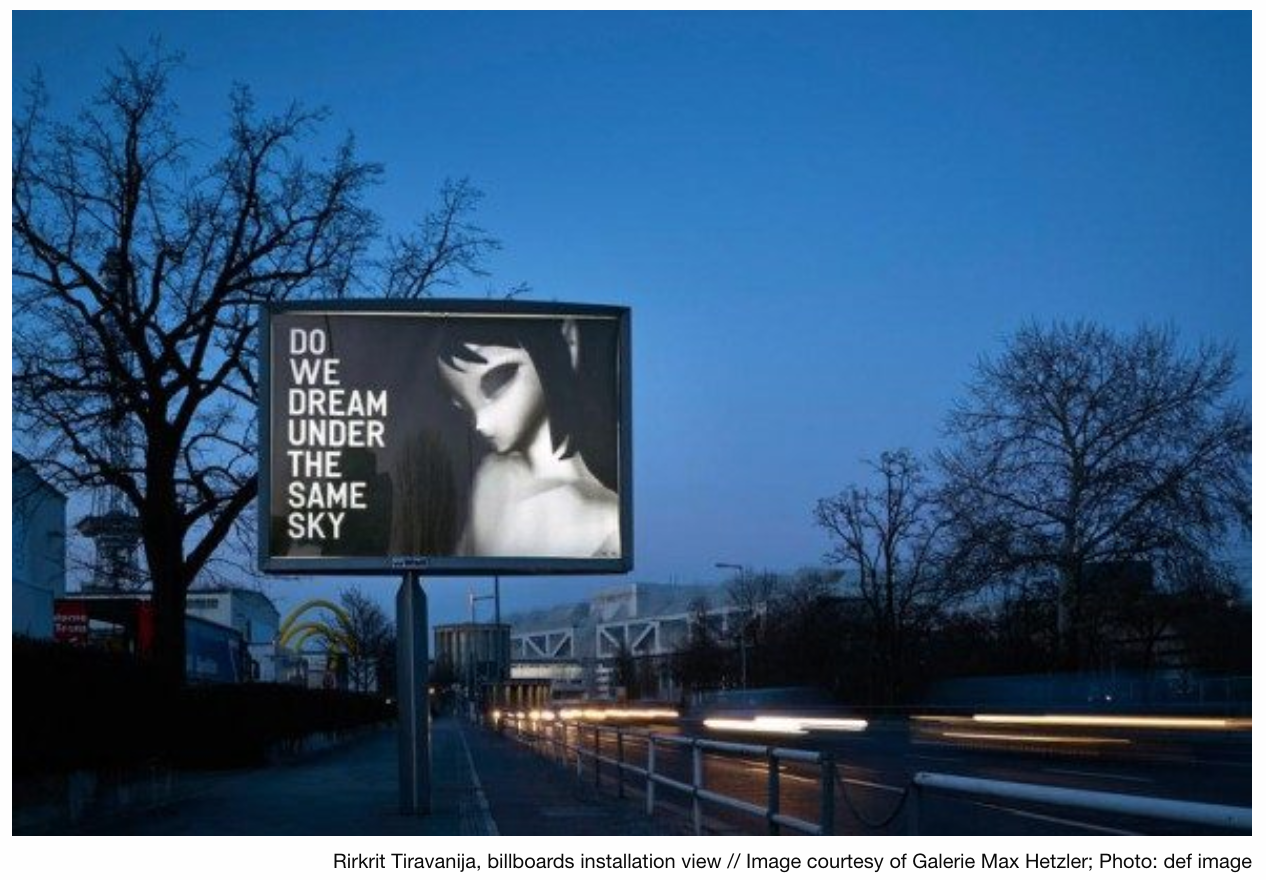 DO
WE
DREAM
UNDER
THE
SAME
SKY
Rirkrit Tiravanija, billboards installation view // Image courtesy of Galerie Max Hetzler; Photo: def image